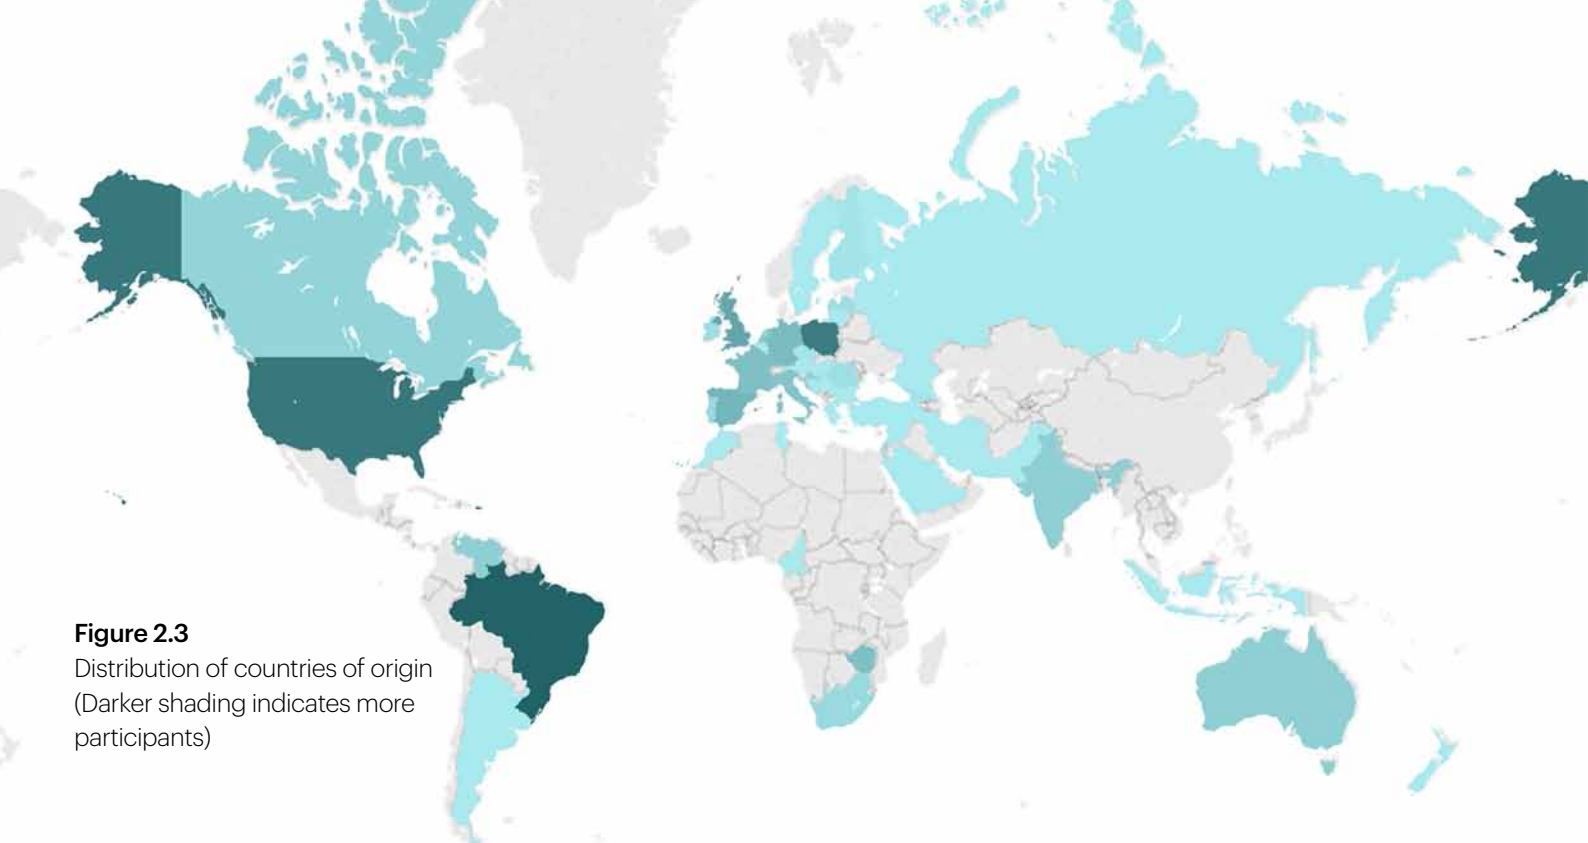 Figure 2.3
Distribution of countries of origin
(Darker shading indicates more
participants)